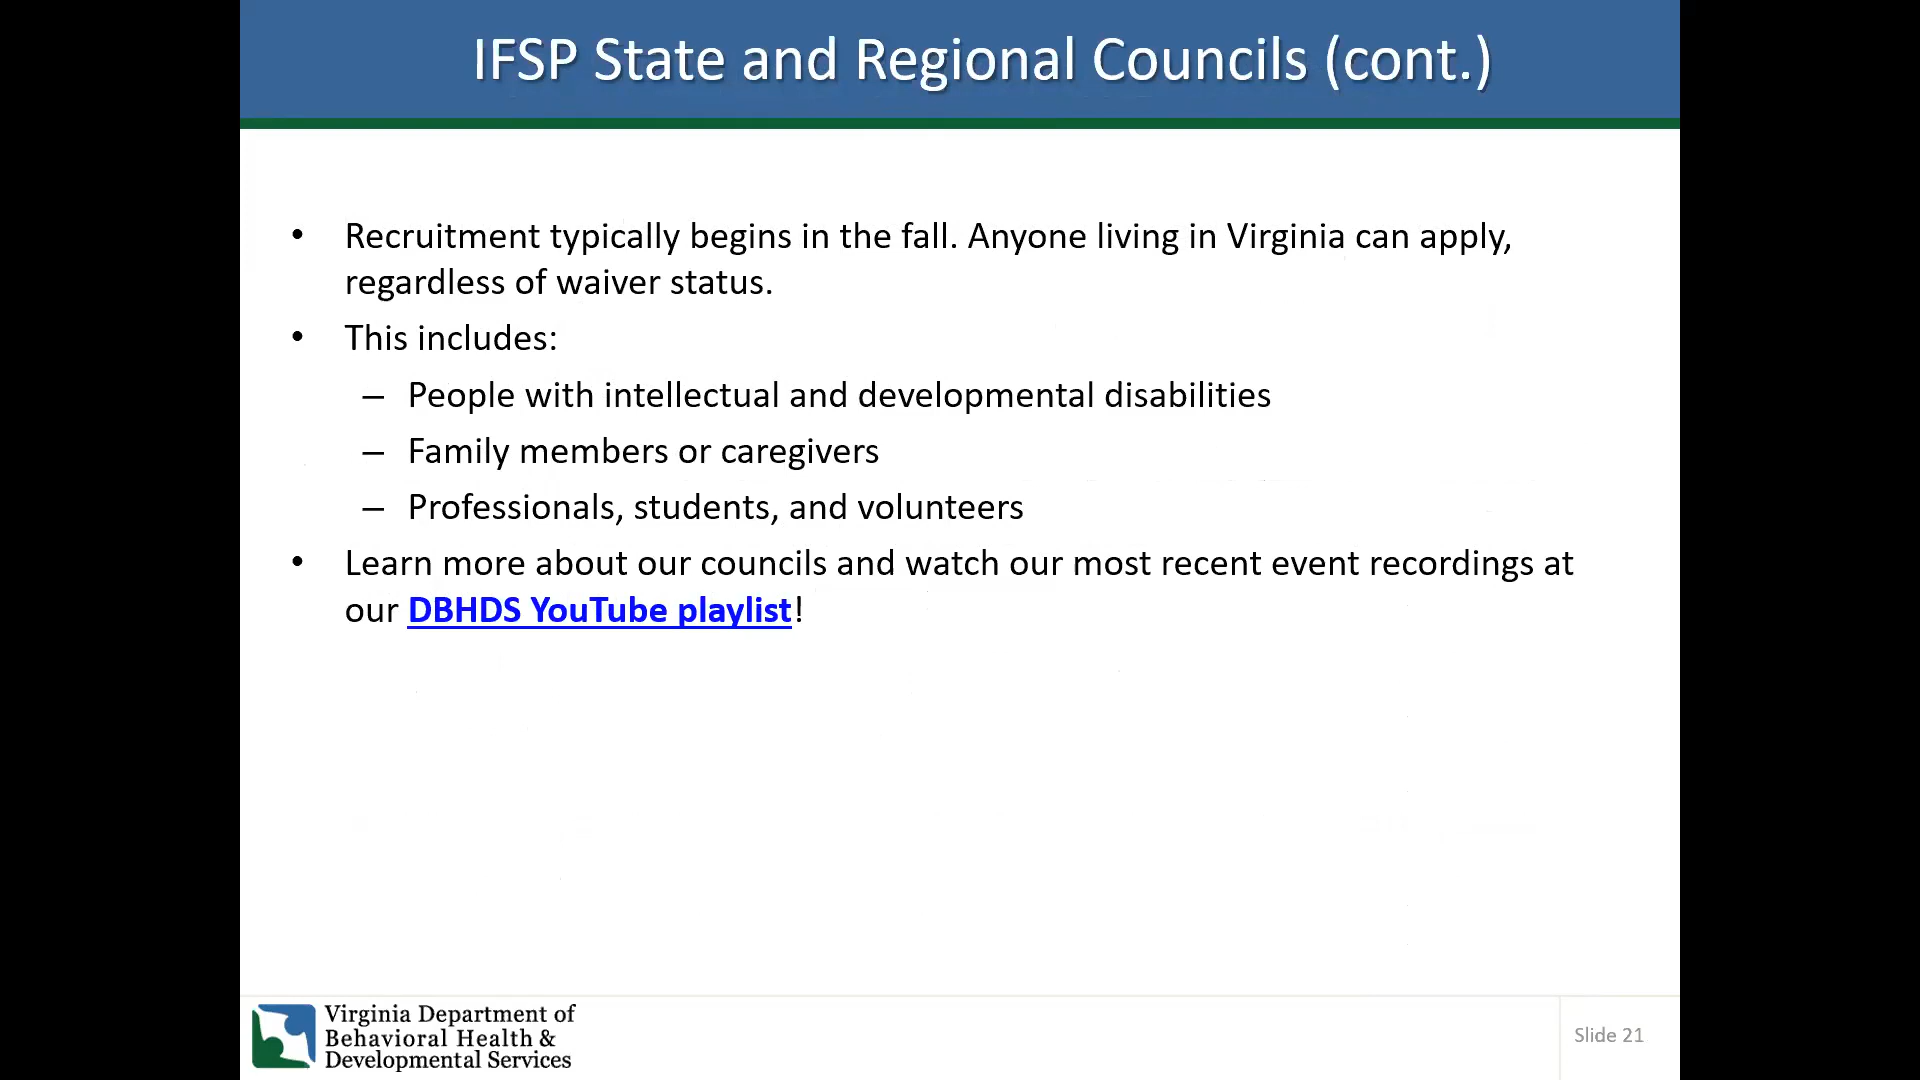 IFSP State and Regional Councils (cont.)
• Recruitment typically begins in the fall. Anyone living in Virginia can apply,
regardless of waiver status.
• This includes:
– People with intellectual and developmental disabilities
– Family members or caregivers
– Professionals, students, and volunteers
• Learn more about our councils and watch our most recent event recordings at
our DBHDS YouTube playlist!
Virginia Department of
Behavioral Health &
Developmental Services
Slide 21